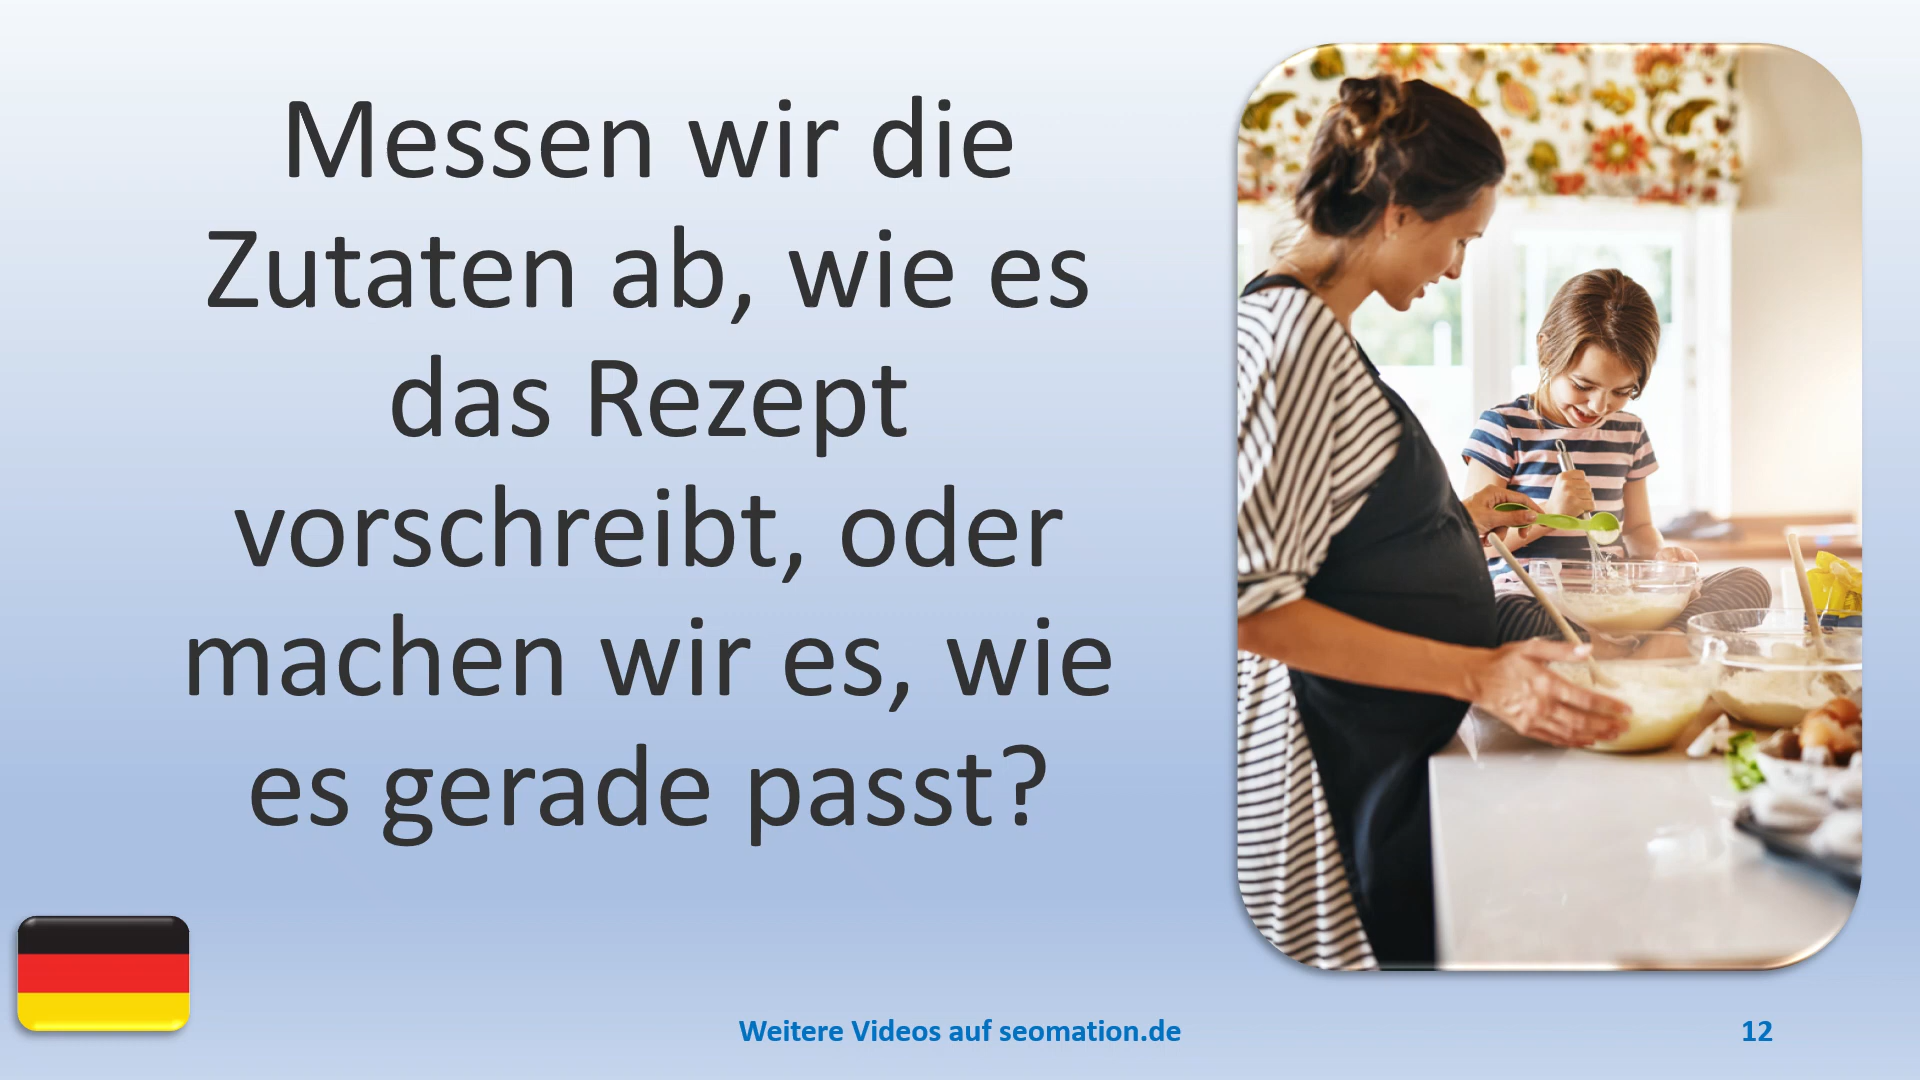 Messen wir die
Zutaten ab, wie es
das Rezept
vorschreibt, oder
machen wir es, wie
es gerade passt?
Weitere Videos auf seomation.de
12